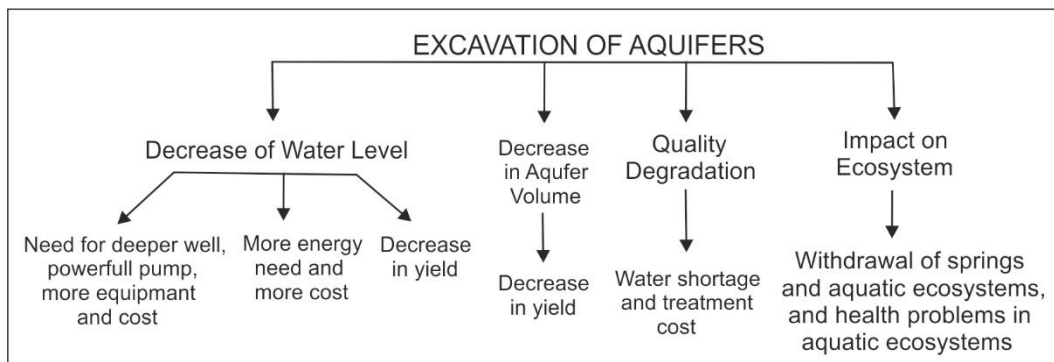 EXCAVATION OF AQUIFERS
Decrease of Water Level
Decrease
in Aqufer
Volume
Quality
Degradation
Impact on
Ecosystem
Need for deeper well,
powerfull pump,
more equipmant
and cost
More energy
need and
more cost
Decrease
in yield
Decrease
in yield
Water shortage
and treatment
cost
Withdrawal of springs
and aquatic ecosystems,
and health problems in
aquatic ecosystems